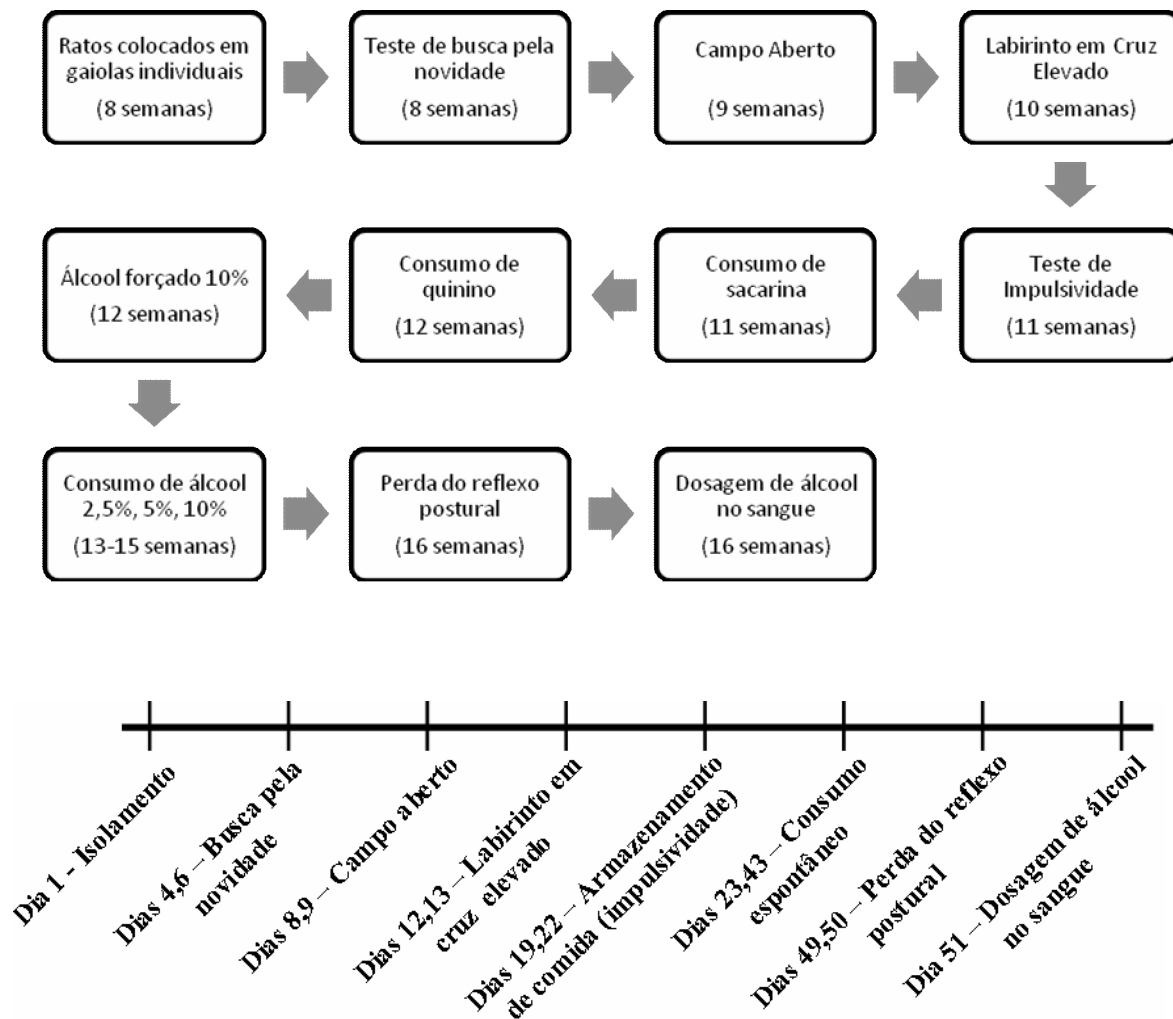 Ratos colocados em
gaiolas individuais
(8 semanas)
Teste de busca pela
novidade
(8 semanas)
Campo Aberto
(9 semanas)
Labirinto em Cruz
Elevado
(10 semanas)
Teste de
Impulsividade
(11 semanas)
Consumo de
sacarina
(11 semanas)
Consumo de
quinino
(12 semanas)
Álcool forçado 10%
(12 semanas)
Consumo de álcool
2,5%, 5%, 10%
(13-15 semanas)
Perda do reflexo
postural
(16 semanas)
Dosagem de álcool
no sangue
(16 semanas)
Dia 1 - Isolamento
Dias 4,6 – Busca pela
novidade
Dias 8,9 – Campo aberto
Dias 12,13 – Labirinto em
cruz elevado
Dias 19,22 – Armazenamento
de comida (impulsividade)
Dias 23,43 – Consumo
espontâneo
Dias 49,50 – Perda do reflexo
postural
Dia 51 – Dosagem de álcool
no sangue